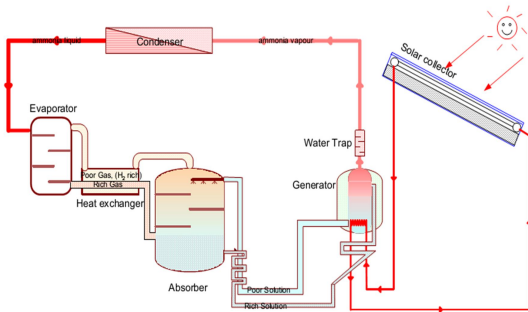 ammonia liquid
Condenser
ammonia vapour
Solar collector
Evaporator
Water Trap
Poor Gas, (H2 rich)
Rich Gas
Generator
Heat exchanger
Absorber
Poor Solution
Rich Solution